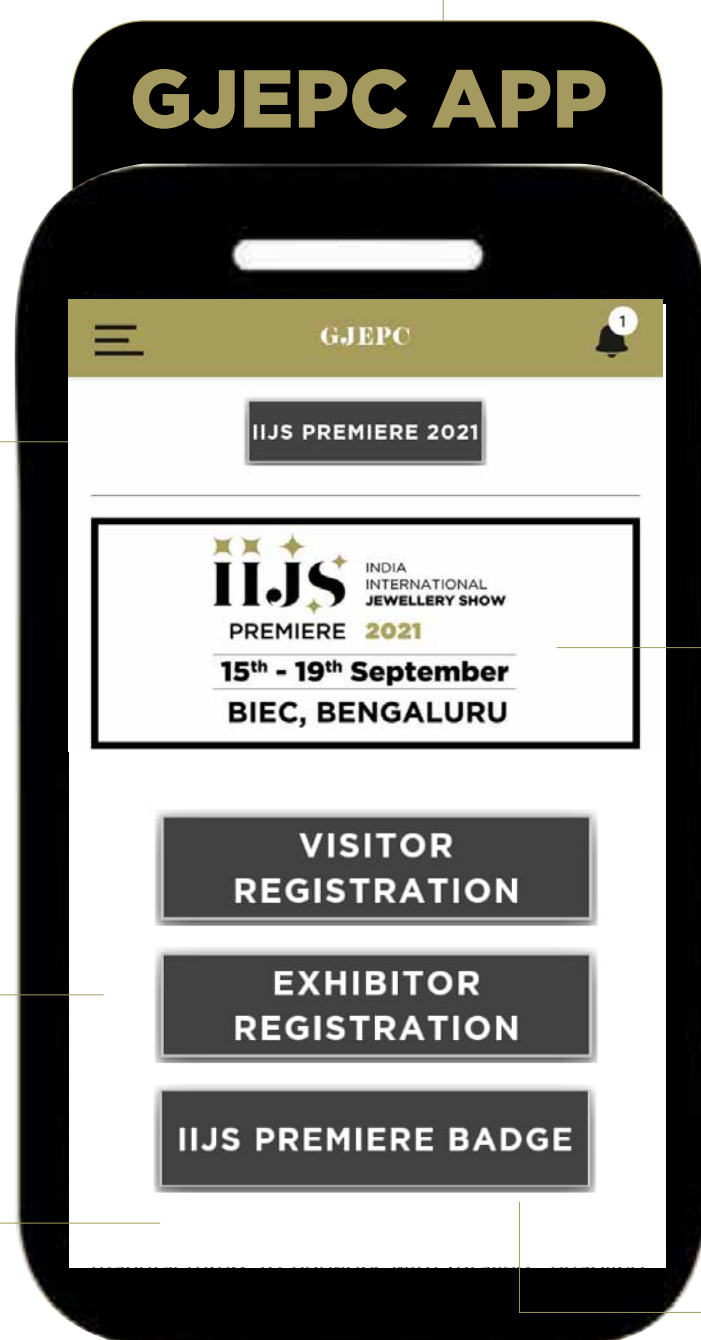 GJEPC APP
GJEPC
1
IIJS PREMIERE 2021
IIJS
INDIA
INTERNATIONAL
JEWELLERY SHOW
PREMIERE 2021
15th - 19th September
BIEC, BENGALURU
VISITOR
REGISTRATION
EXHIBITOR
REGISTRATION
IIJS PREMIERE BADGE